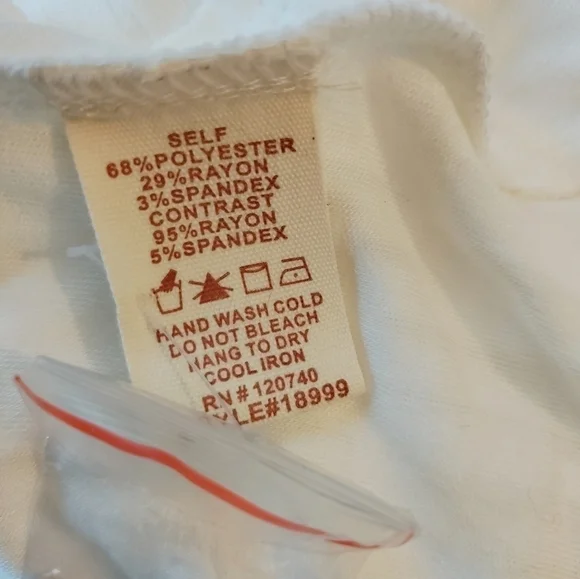 SELF
68%POLYESTER
29%RAYON
3%SPANDEX
CONTRAST
95%RAYON
5%SPANDEX
HAND WASH COLD
DO NOT BLEACH
HANG TO DRY
COOL IRON
RN#120740
LE#18999